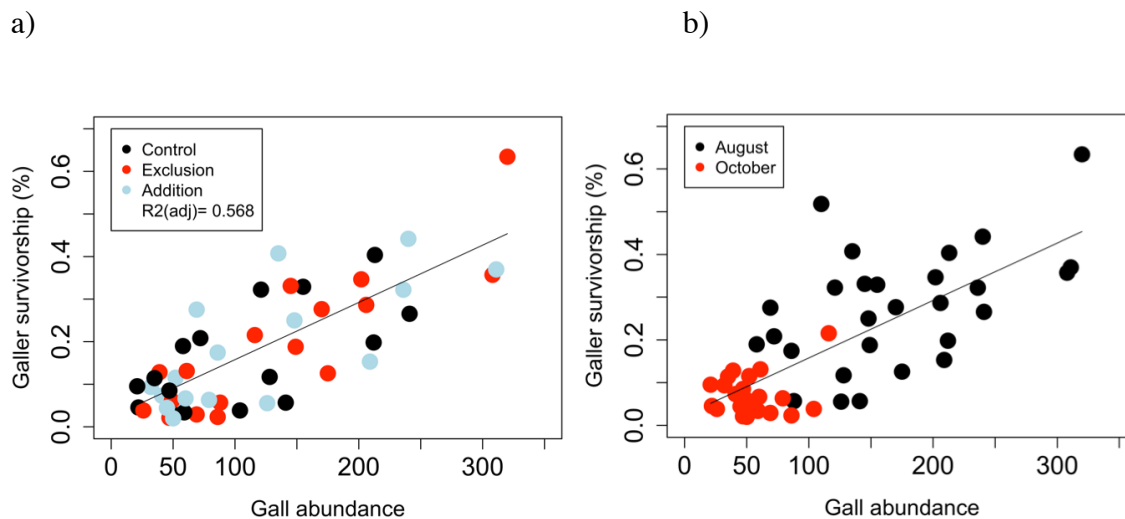 a)
b)
Control
Exclusion
Addition
R2(adj)= 0.568
Galler survivorship (%)
0.0 0.2 0.4 0.6
0 50 100 200 300
Gall abundance
August
October
Galler survivorship (%)
0.0 0.2 0.4 0.6
0 50 100 200 300
Gall abundance